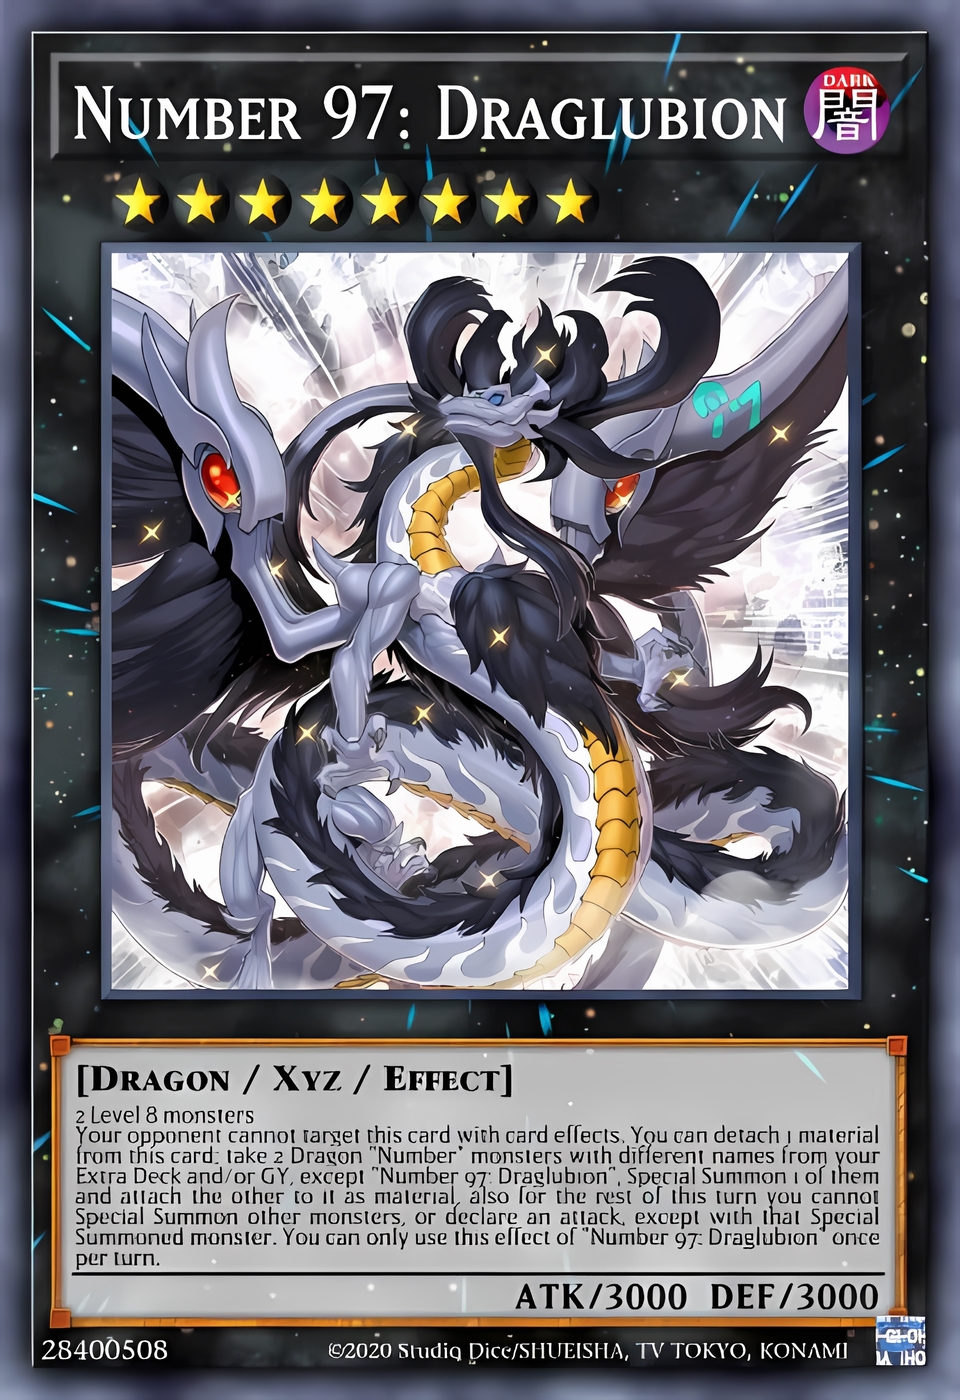 NUMBER 97: DRAGLUBION
DARK
闇
97
[DRAGON / XYZ / EFFECT]
2 Level 8 monsters
Your opponent cannot target this card with card effects. You can detach 1 material
from this card; take 2 Dragon "Number" monsters with different names from your
Extra Deck and/or GY, except "Number 97: Draglubion", Special Summon 1 of them
and attach the other to it as material, also for the rest of this turn you cannot
Special Summon other monsters, or declare an attack, except with that Special
Summoned monster. You can only use this effect of "Number 97: Draglubion" once
per turn.
ATK/3000 DEF/3000
28400508
©2020 Studio Dice/SHUEISHA, TV TOKYO, KONAMI